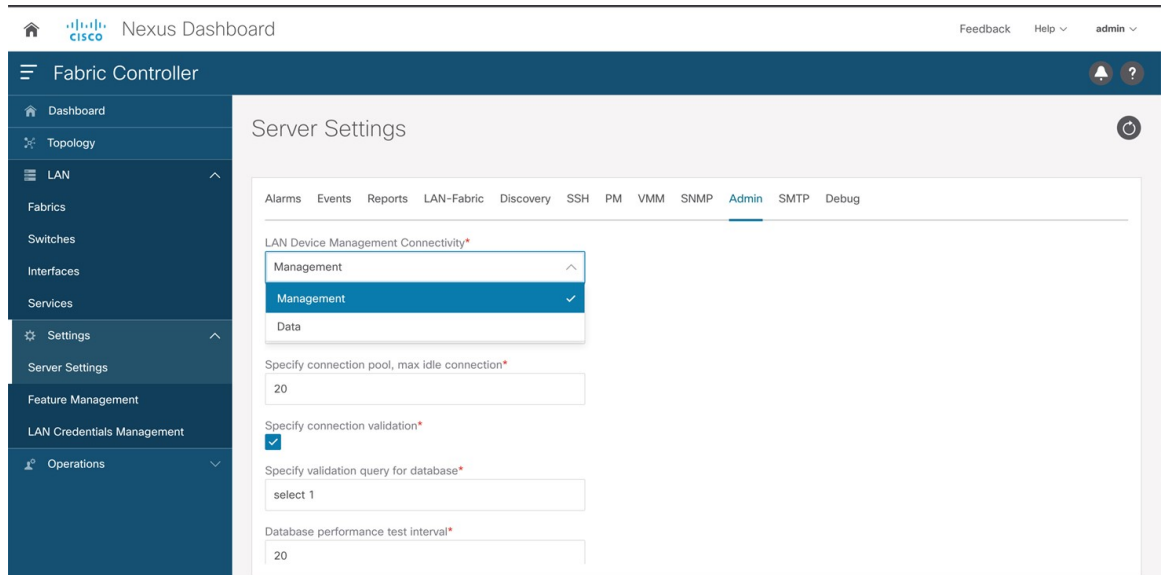 cisco Nexus Dashboard Feedback Help admin
Fabric Controller ?
Dashboard
Topology
LAN
Fabrics
Switches
Interfaces
Services
Settings
Server Settings
Feature Management
LAN Credentials Management
Operations
Server Settings
Alarms Events Reports LAN-Fabric Discovery SSH PM VMM SNMP Admin SMTP Debug
LAN Device Management Connectivity*
Management
Management
Data
Specify connection pool, max idle connection*
20
Specify connection validation*
Specify validation query for database*
select 1
Database performance test interval*
20